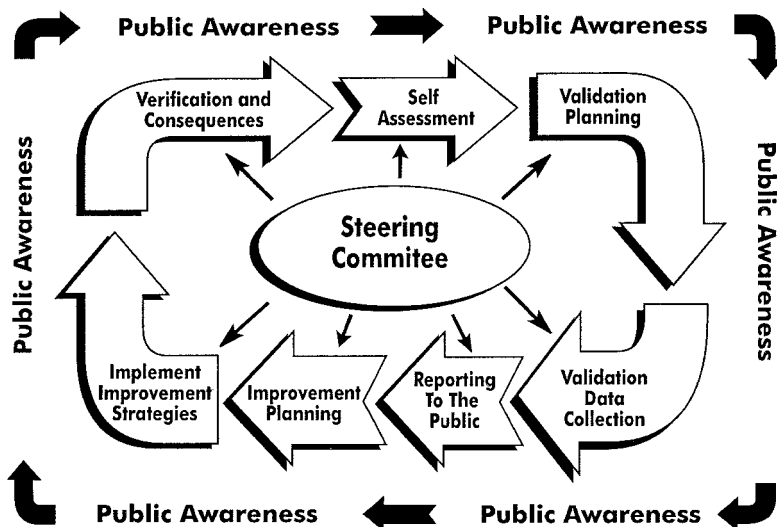 Public Awareness
Public Awareness
Verification and
Consequences
Self
Assessment
Validation
Planning
Public Awareness
Public Awareness
Steering
Commitee
Implement
Improvement
Strategies
Improvement
Planning
Reporting
To The
Public
Validation
Data
Collection
Public Awareness
Public Awareness